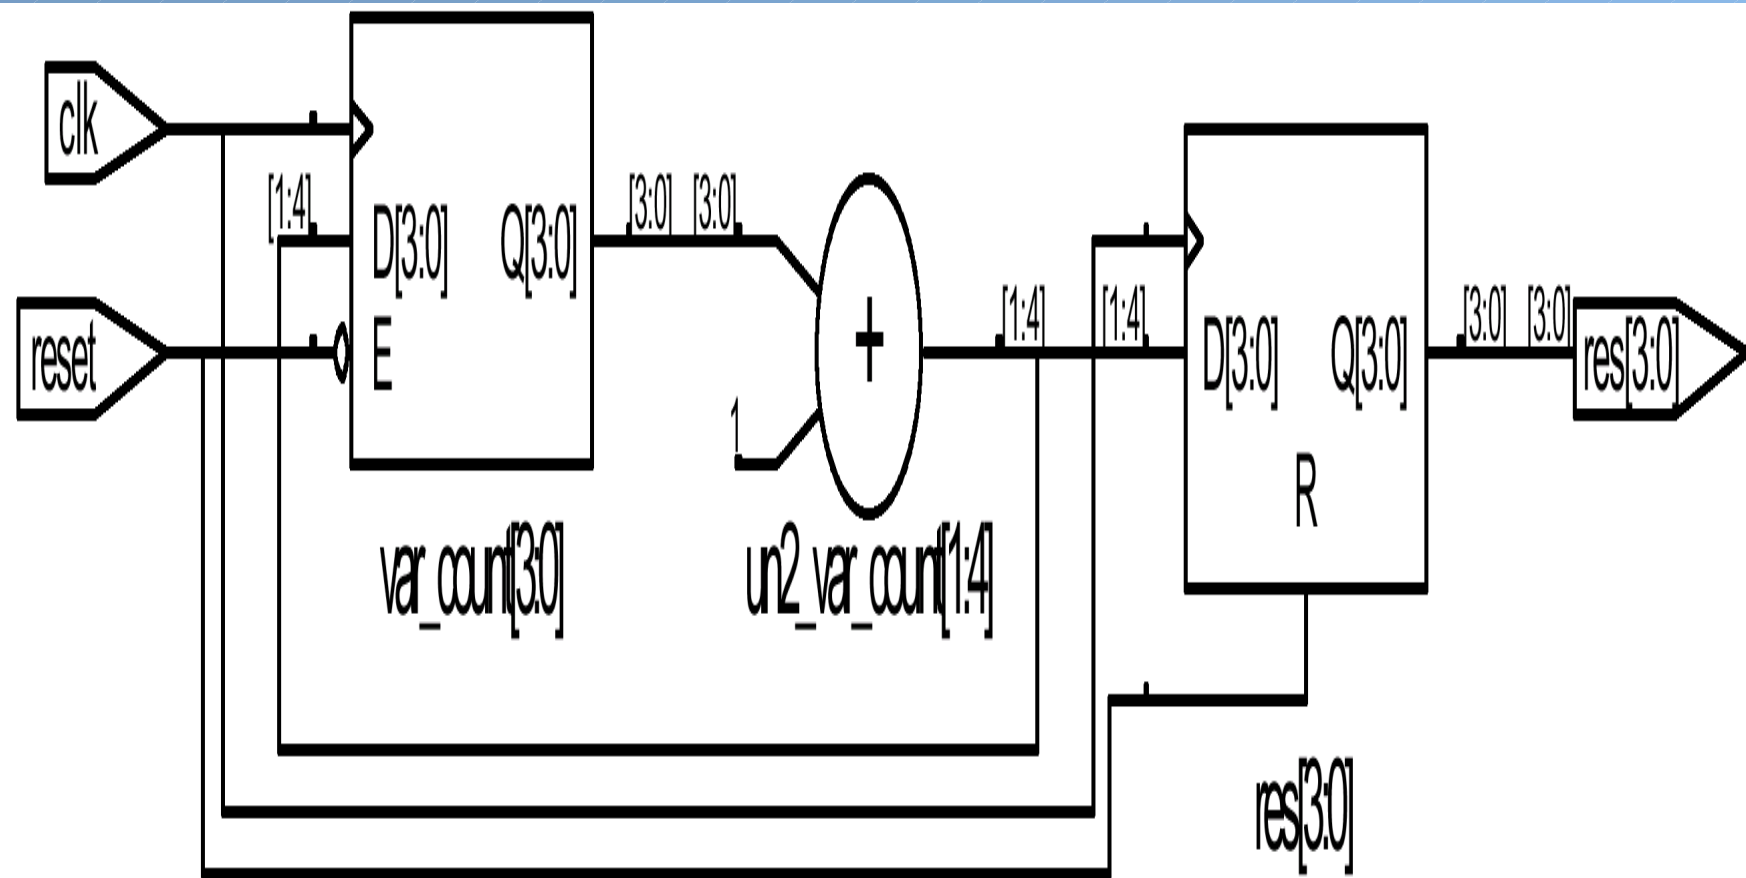 clk
[1:4]
D[3:0]
Q[3:0]
[3:0]
[3:0]
reset
E
1
+
[1:4]
[1:4]
D[3:0]
Q[3:0]
R
[3:0]
[3:0]
res[3:0]
var_count[3:0]
un2_var_count[1:4]
res[3:0]